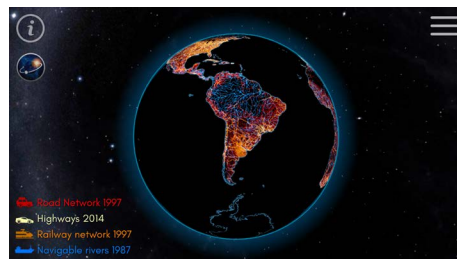 i
Road Network 1997
Highways 2014
Railway network 1997
Navigable rivers 1987